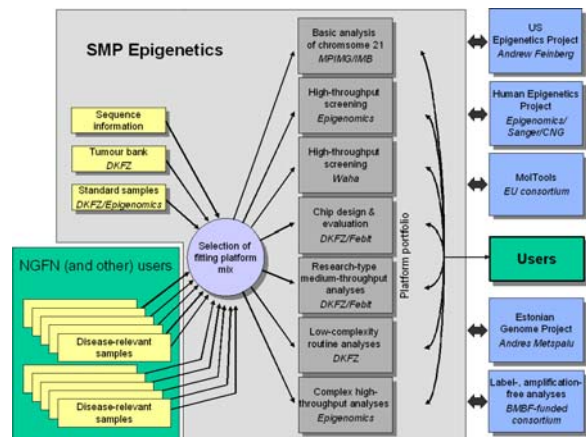 SMP Epigenetics
Sequence
information
Tumour bank
DKFZ
Standard samples
DKFZ/Epigenomics
NGFN (and other) users
Disease-relevant
samples
Disease-relevant
samples
Selection of
fitting platform
mix
Basic analysis
of chromsome 21
MPIMG/IMB
High-throughput
screening
Epigenomics
High-throughput
screening
Waha
Chip design &
evaluation
DKFZ/Febit
Research-type
medium-throughput
analyses
DKFZ/Febit
Low-complexity
routine analyses
DKFZ
Complex high-
throughput analyses
Epigenomics
Platform portfolio
US
Epigenetics Project
Andrew Feinberg
Human Epigenetics
Project
Epigenomics/
Sanger/CNG
MolTools
EU consortium
Users
Estonian
Genome Project
Andres Metspalu
Label-, amplification-
free analyses
BMBF-funded
consortium